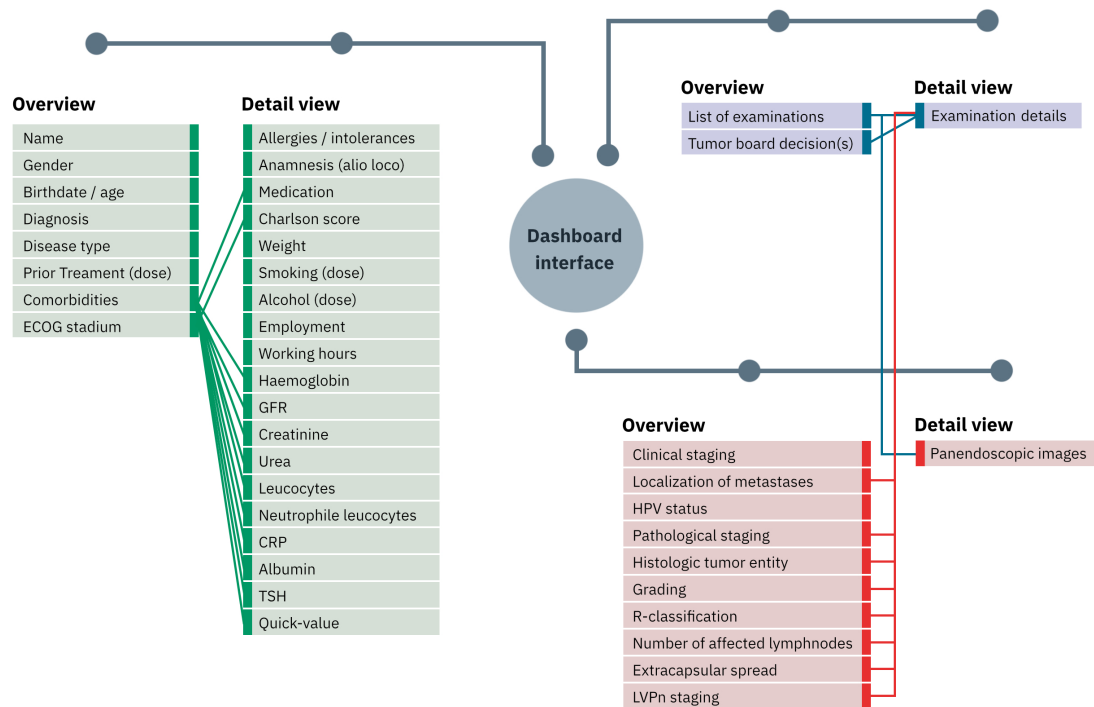 Overview
Detail view
Name
Gender
Birthdate / age
Diagnosis
Disease type
Prior Treament (dose)
Comorbidities
ECOG stadium
Allergies / intolerances
Anamnesis (alio loco)
Medication
Charlson score
Weight
Smoking (dose)
Alcohol (dose)
Employment
Working hours
Haemoglobin
GFR
Creatinine
Urea
Leucocytes
Neutrophile leucocytes
CRP
Albumin
TSH
Quick-value
Dashboard
interface
Overview
Detail view
List of examinations
Tumor board decision(s)
Examination details
Overview
Detail view
Clinical staging
Localization of metastases
HPV status
Pathological staging
Histologic tumor entity
Grading
R-classification
Number of affected lymphnodes
Extracapsular spread
LVPn staging
Panendoscopic images